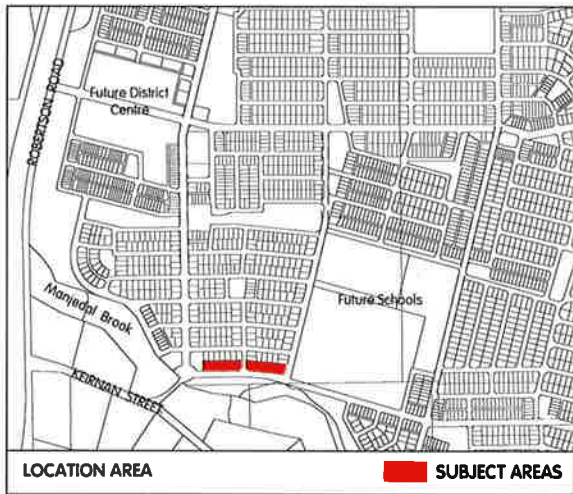 ROBERTSON ROAD
Future District
Centre
Manjedal Brook
Future Schools
KEIRNAN STREET
LOCATION AREA
SUBJECT AREAS